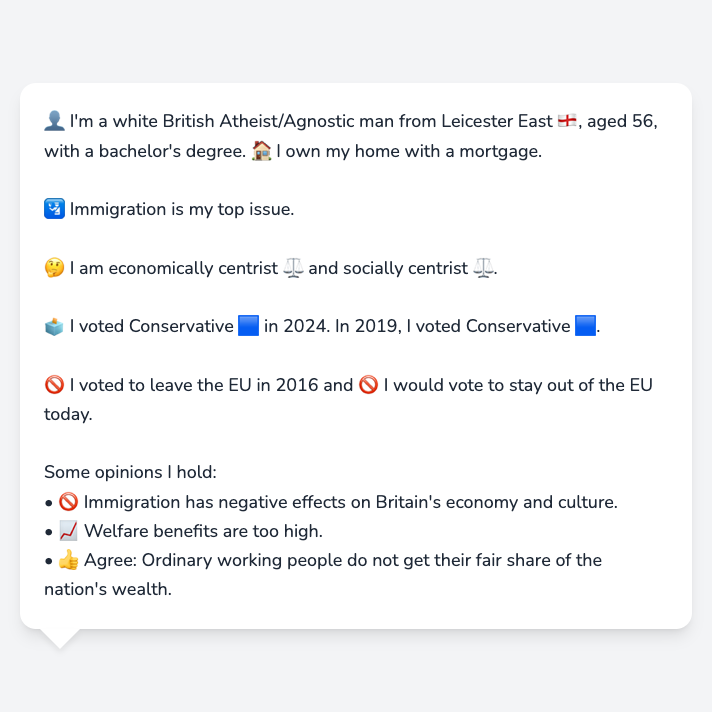 👤 I'm a white British Atheist/Agnostic man from Leicester East 🏴󠁧󠁢󠁥󠁮󠁧󠁿, aged 56,
with a bachelor's degree. 🏠 I own my home with a mortgage.
🛂 Immigration is my top issue.
🤔 I am economically centrist ⚖️ and socially centrist ⚖️.
🗳️ I voted Conservative 🟦 in 2024. In 2019, I voted Conservative 🟦.
🚫 I voted to leave the EU in 2016 and 🚫 I would vote to stay out of the EU
today.
Some opinions I hold:
• 🚫 Immigration has negative effects on Britain's economy and culture.
• 📈 Welfare benefits are too high.
• 👍 Agree: Ordinary working people do not get their fair share of the
nation's wealth.